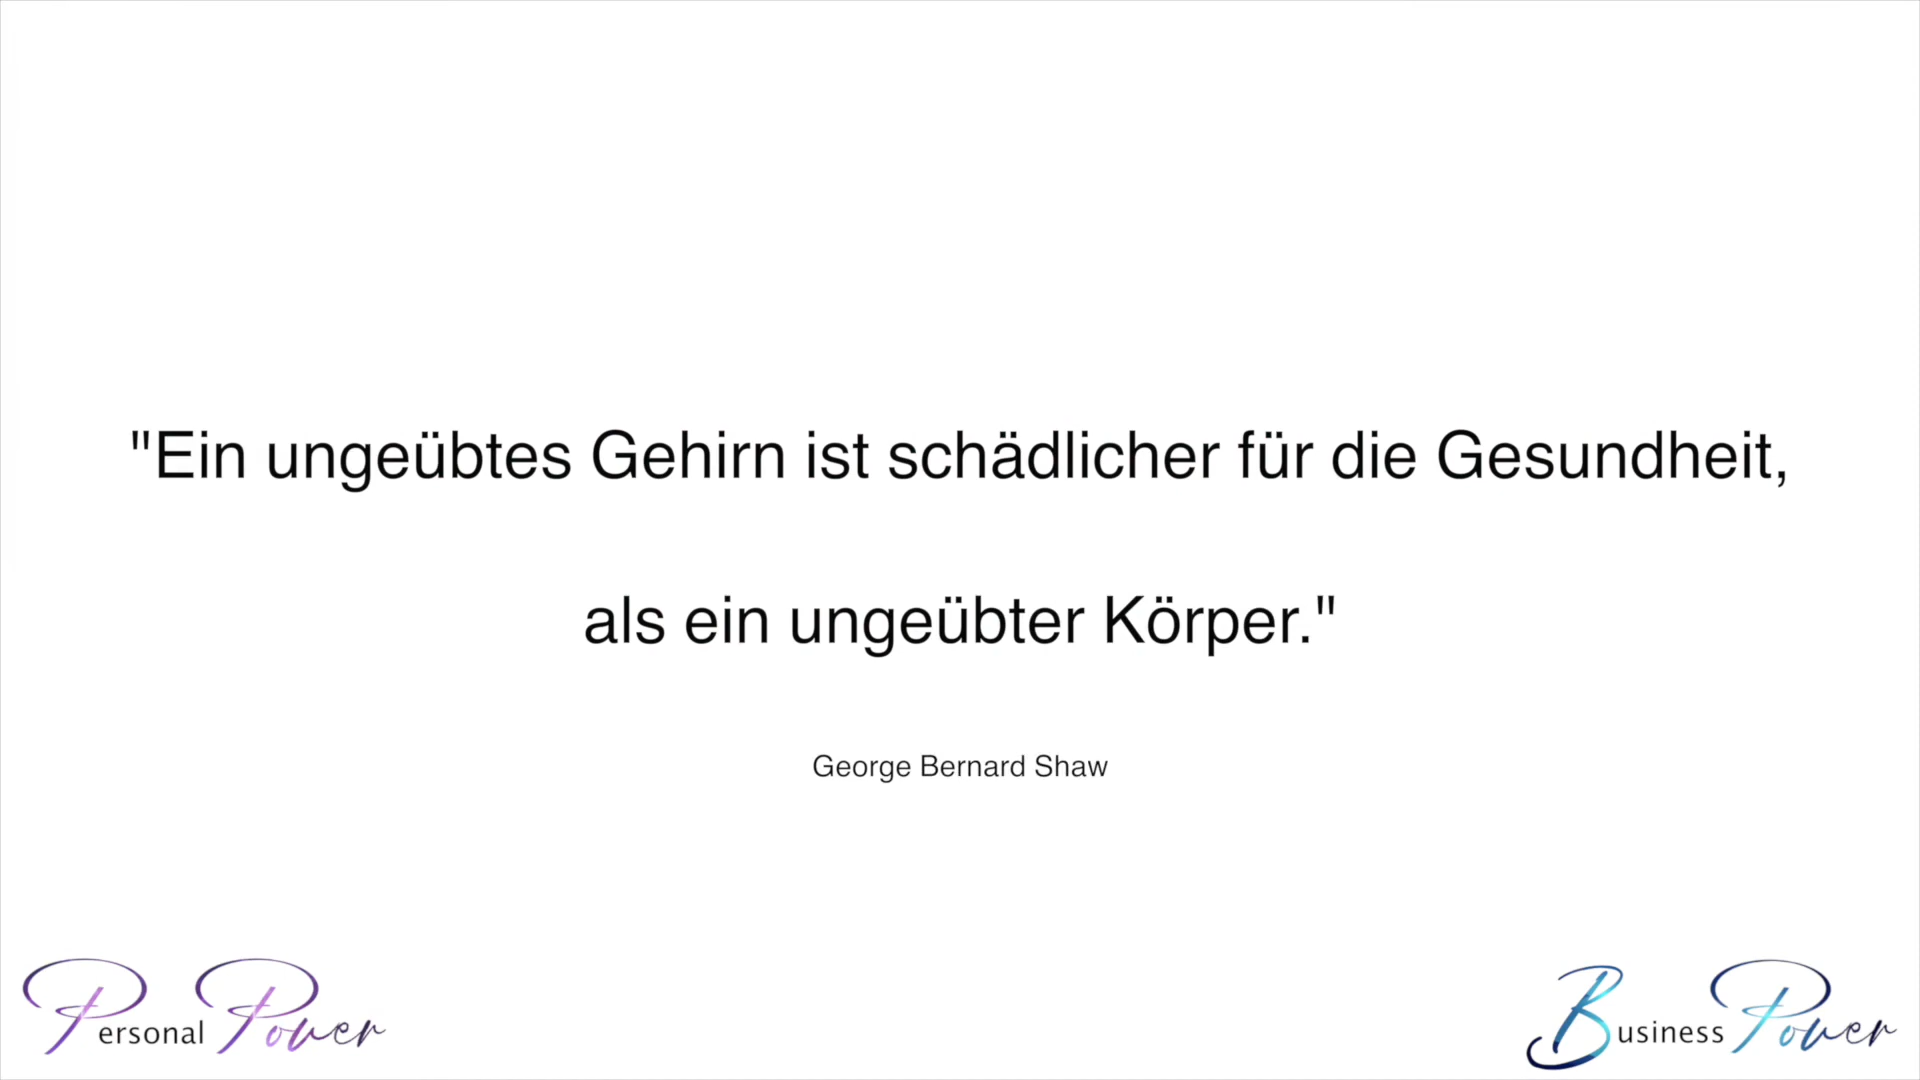 "Ein ungeübtes Gehirn ist schädlicher für die Gesundheit,
als ein ungeübter Körper."
George Bernard Shaw
Personal Power
Business Power